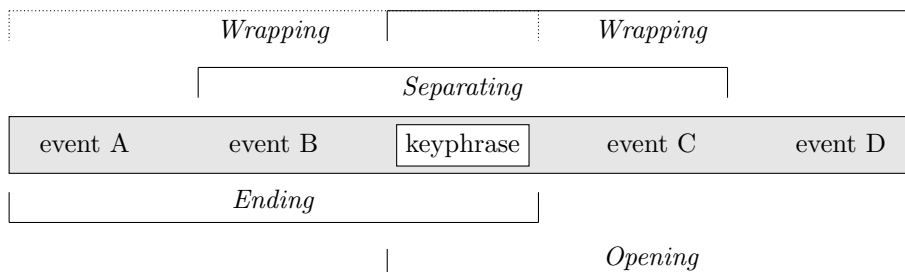 Wrapping Wrapping
Separating
event A event B keyphrase event C event D
Ending
Opening